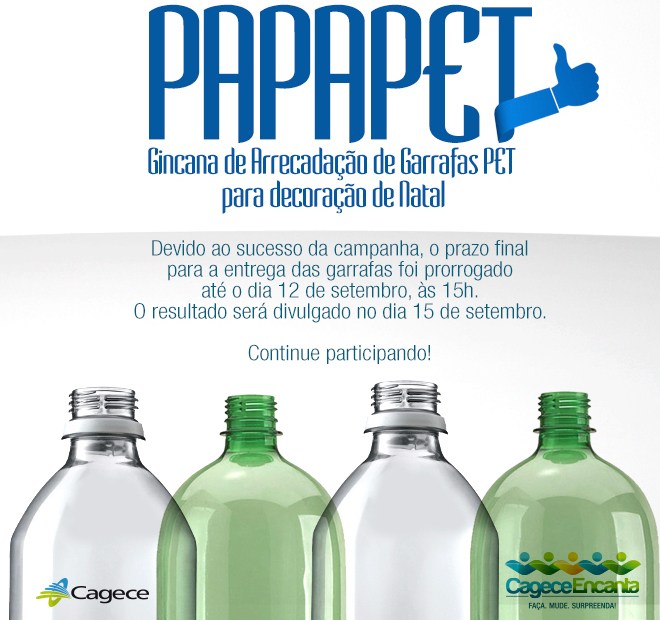 PAPAPET
Gincana de Arrecadação de Garrafas PET
para decoração de Natal
Devido ao sucesso da campanha, o prazo final
para a entrega das garrafas foi prorrogado
até o dia 12 de setembro, às 15h.
O resultado será divulgado no dia 15 de setembro.
Continue participando!
Cagece
CageceEncanta
FAÇA. MUDE. SURPREENDA!